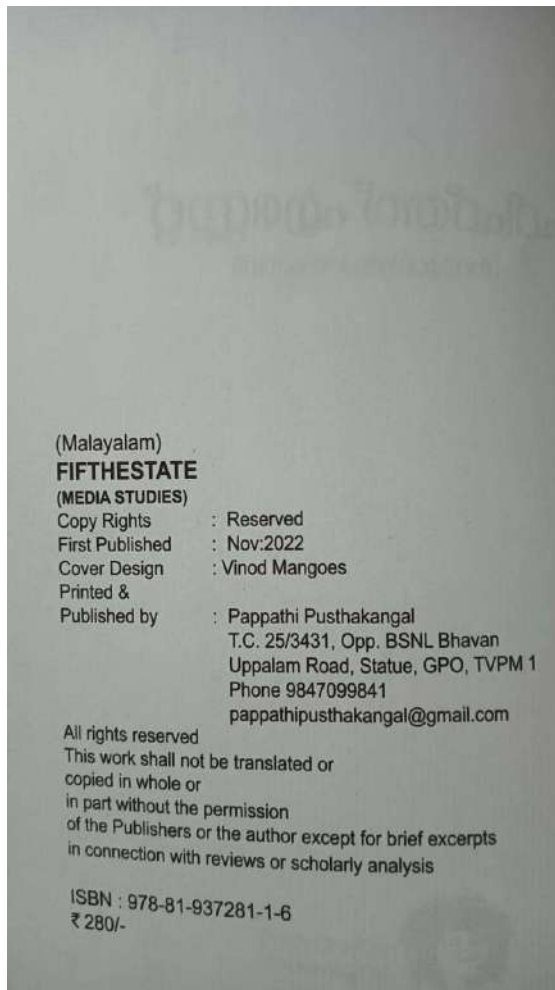 (Malayalam)
FIFTHESTATE
(MEDIA STUDIES)
Copy Rights : Reserved
First Published : Nov:2022
Cover Design : Vinod Mangoes
Printed &
Published by : Pappathi Pusthakangal
T.C. 25/3431, Opp. BSNL Bhavan
Uppalam Road, Statue, GPO, TVPM 1
Phone 9847099841
pappathipusthakangal@gmail.com
All rights reserved
This work shall not be translated or
copied in whole or
in part without the permission
of the Publishers or the author except for brief excerpts
in connection with reviews or scholarly analysis
ISBN : 978-81-937281-1-6
₹ 280/-